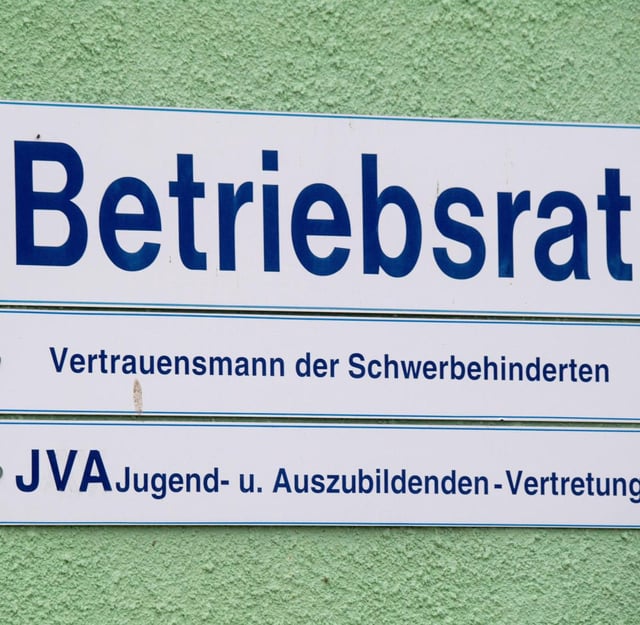 Betriebsrat
Vertrauensmann der Schwerbehinderten
JVA Jugend- u. Auszubildenden-Vertretung